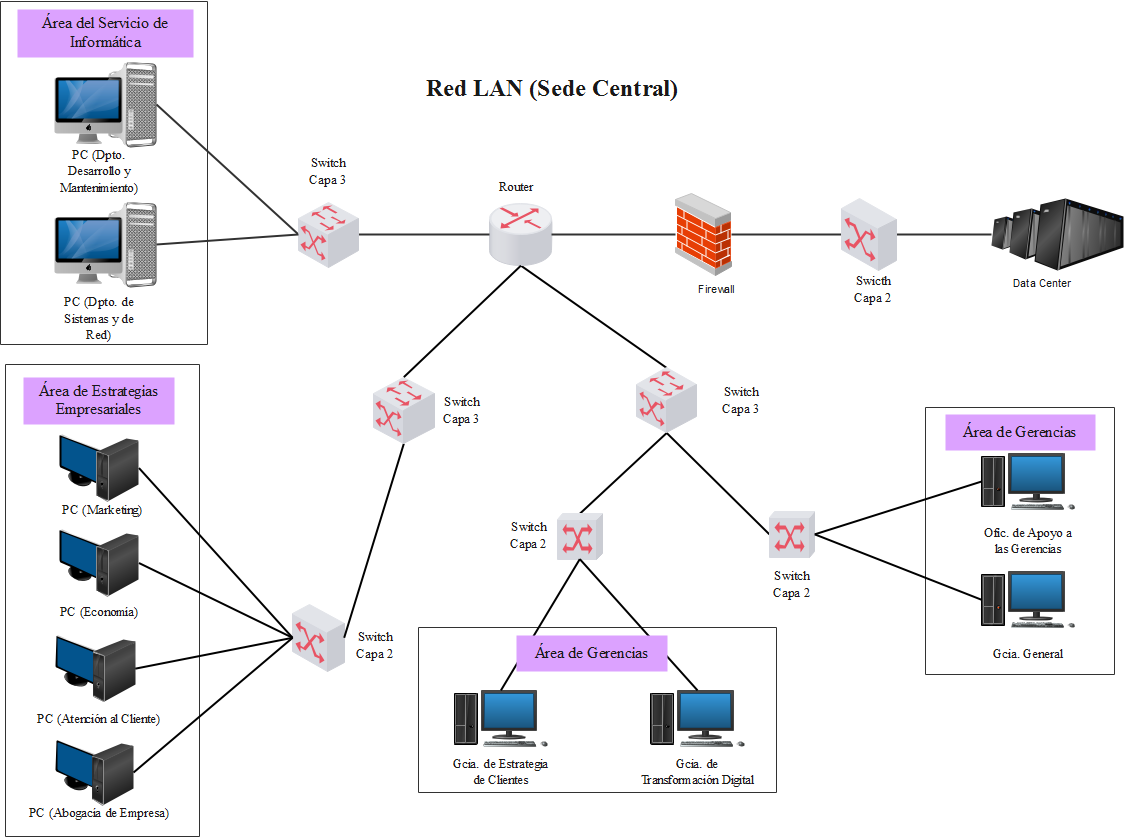 Área del Servicio de
Informática
PC (Dpto.
Desarrollo y
Mantenimiento)
PC (Dpto. de
Sistemas y de
Red)
Red LAN (Sede Central)
Switch
Capa 3
Router
Firewall
Swicth
Capa 2
Data Center
Área de Estrategias
Empresariales
PC (Marketing)
PC (Economía)
PC (Atención al Cliente)
PC (Abogacía de Empresa)
Switch
Capa 3
Switch
Capa 2
Switch
Capa 3
Switch
Capa 2
Switch
Capa 2
Área de Gerencias
Gcia. de Estrategia
de Clientes
Gcia. de
Transformación Digital
Área de Gerencias
Ofic. de Apoyo a
las Gerencias
Gcia. General